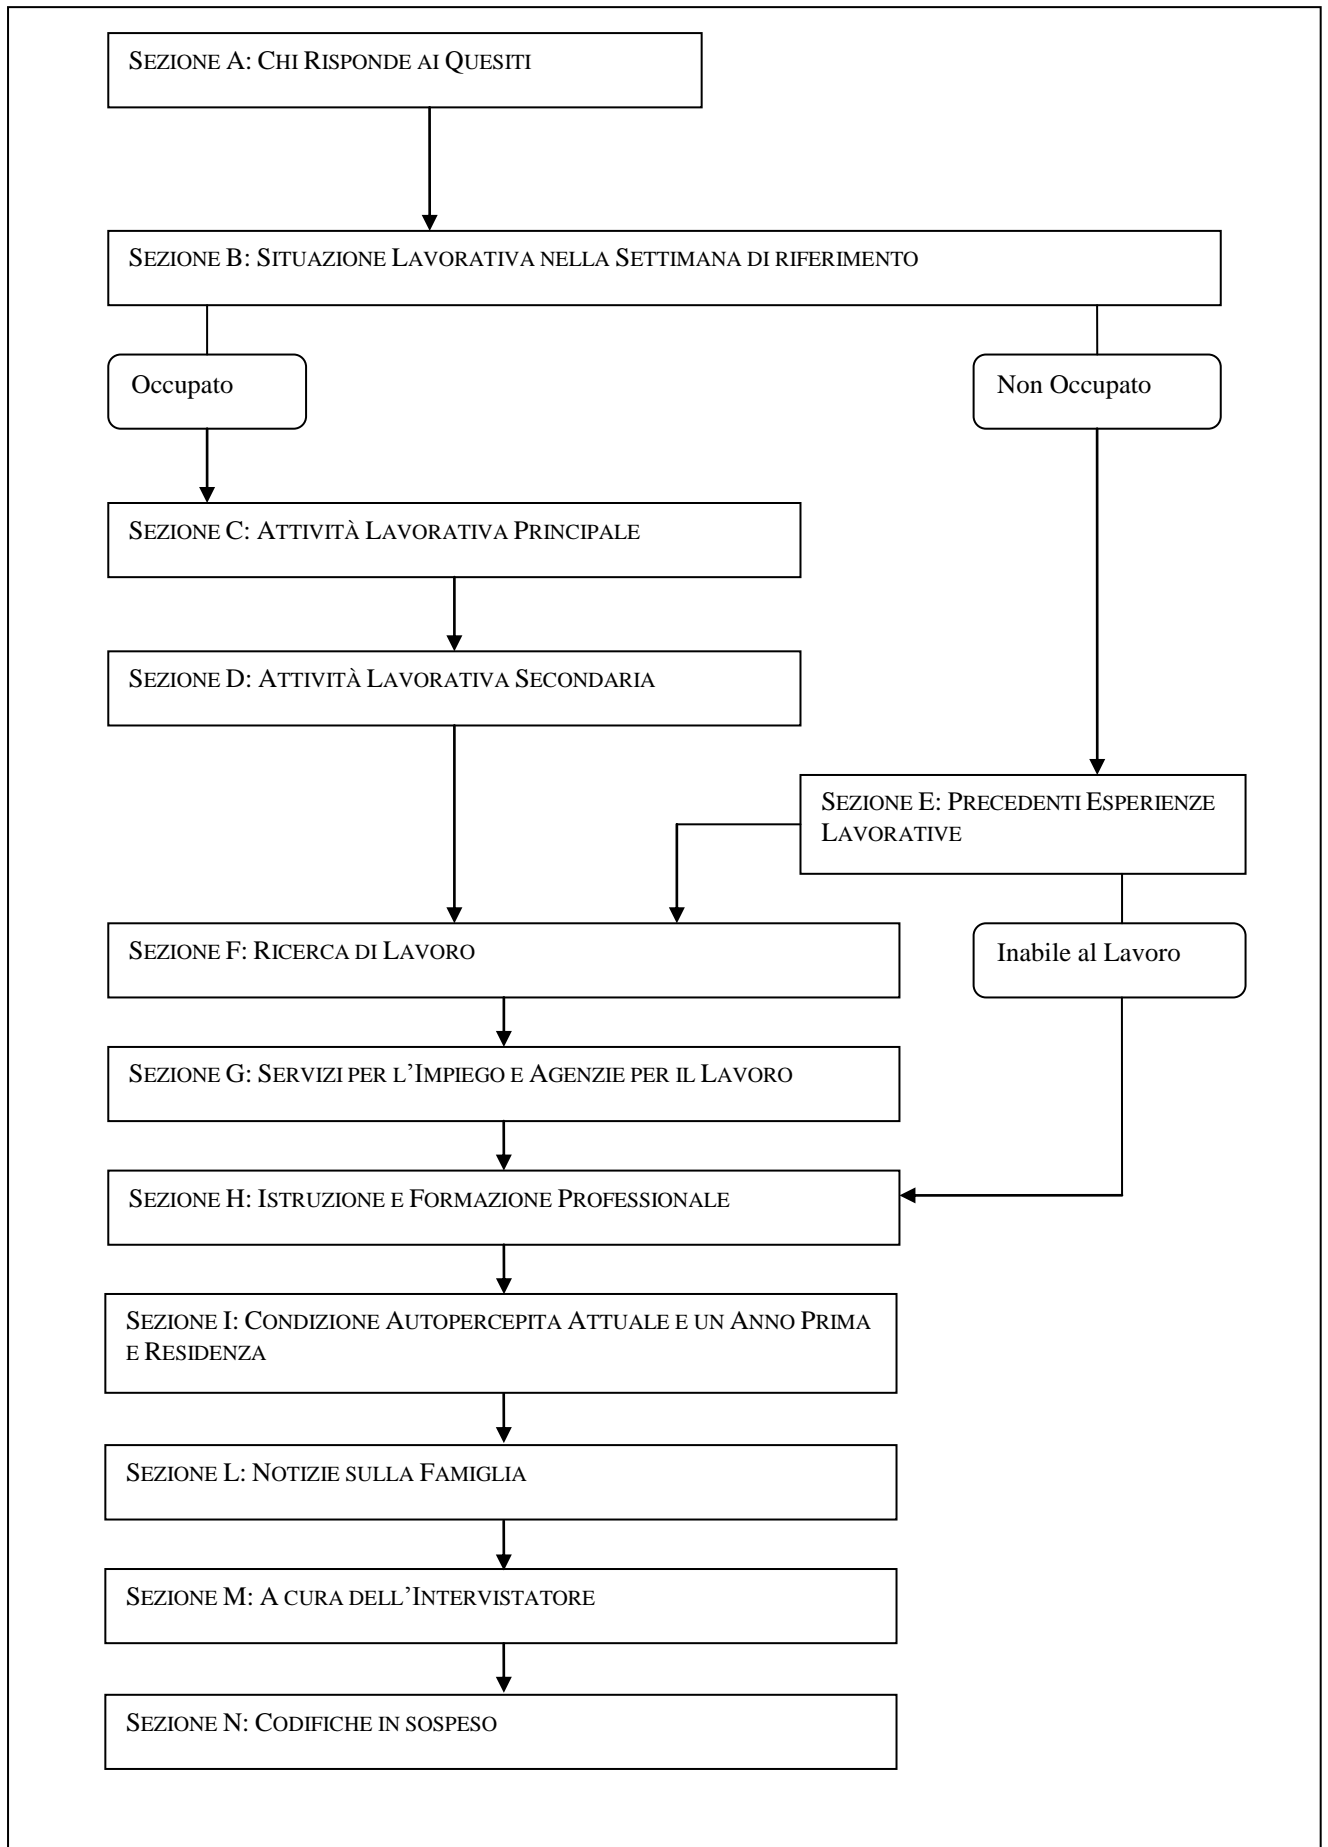 SEZIONE A: CHI RISPONDE AI QUESITI
SEZIONE B: SITUAZIONE LAVORATIVA NELLA SETTIMANA DI RIFERIMENTO
Occupato
Non Occupato
SEZIONE C: ATTIVITÀ LAVORATIVA PRINCIPALE
SEZIONE D: ATTIVITÀ LAVORATIVA SECONDARIA
SEZIONE E: PRECEDENTI ESPERIENZE
LAVORATIVE
SEZIONE F: RICERCA DI LAVORO
Inabile al Lavoro
SEZIONE G: SERVIZI PER L’IMPIEGO E AGENZIE PER IL LAVORO
SEZIONE H: ISTRUZIONE E FORMAZIONE PROFESSIONALE
SEZIONE I: CONDIZIONE AUTOPERCEPITA ATTUALE E UN ANNO PRIMA
E RESIDENZA
SEZIONE L: NOTIZIE SULLA FAMIGLIA
SEZIONE M: A CURA DELL’INTERVISTATORE
SEZIONE N: CODIFICHE IN SOSPESO